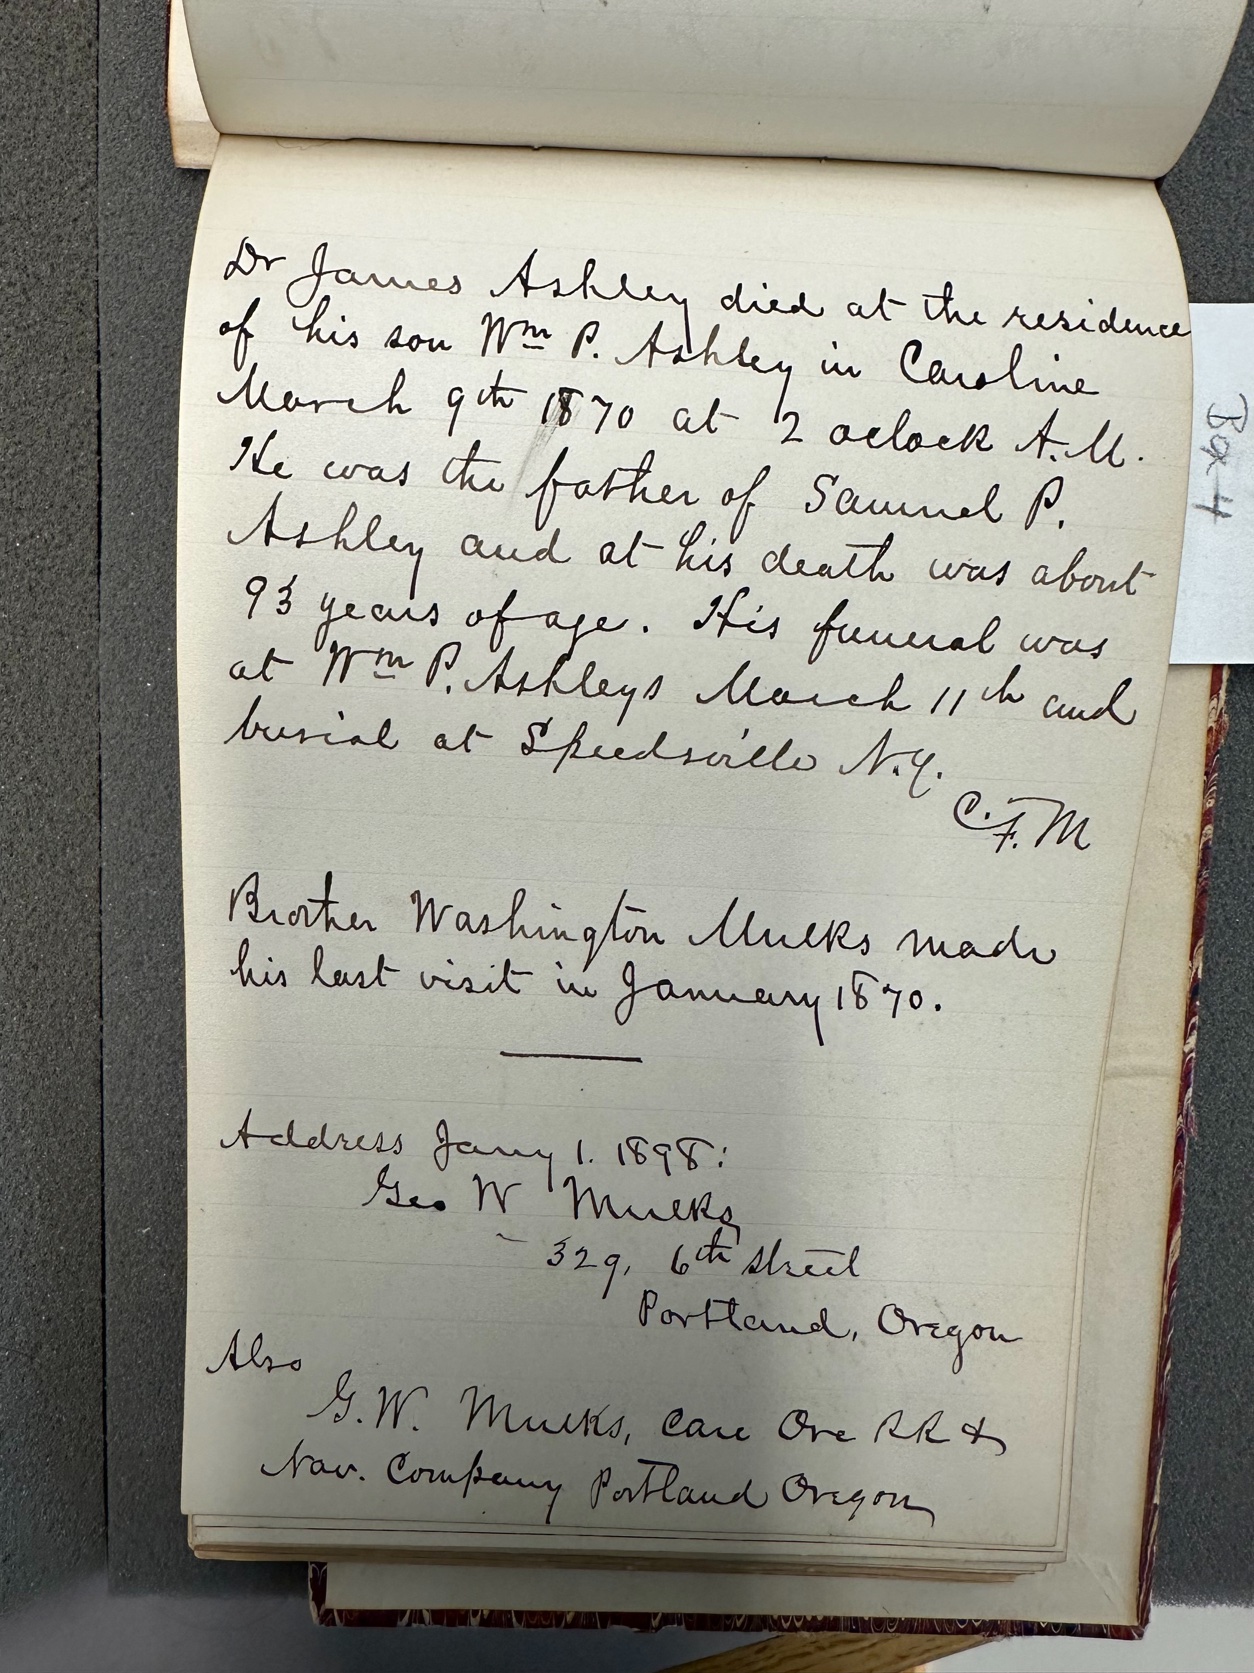 Dr James Ashley died at the residence
of his son Wm P. Ashley in Caroline
March 9th 1870 at 2 oclock A.M.
He was the father of Samuel P.
Ashley and at his death was about
93 years of age. His funeral was
at Wm P. Ashleys March 11th and
burial at Speedsville N.Y.
C.F.M
Brother Washington Mulks made
his last visit in January 1870.
Address Jany 1. 1898:
Geo W Mulks
329, 6th street
Portland, Oregon
Also
G.W. Mulks, Care Ore RR &
Nav. Company Portland Oregon
Box 4